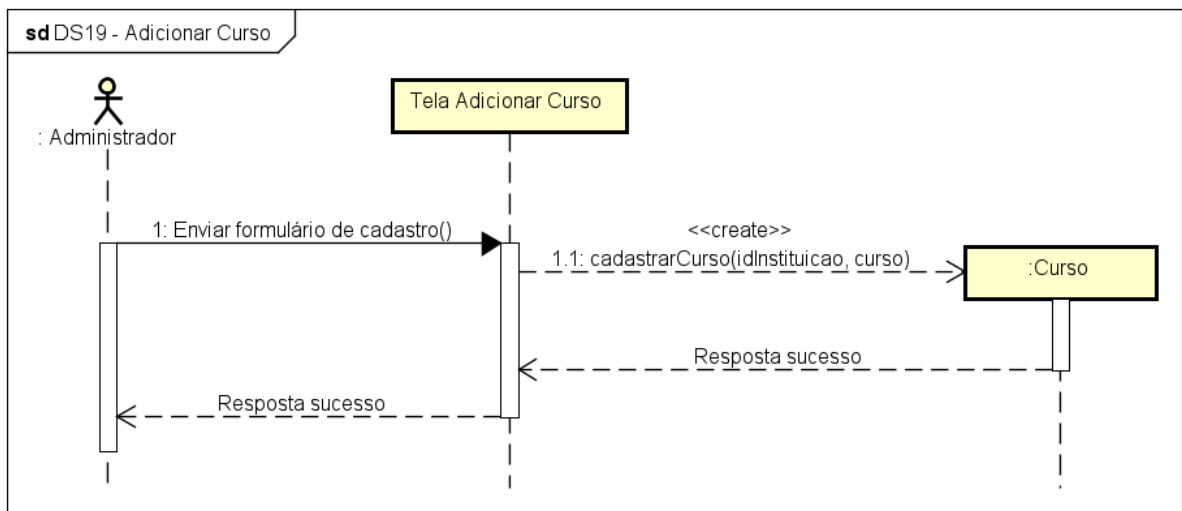 sd DS19 - Adicionar Curso
: Administrador
Tela Adicionar Curso
1: Enviar formulário de cadastro()
<<create>>
1.1: cadastrarCurso(idInstituicao, curso)
:Curso
Resposta sucesso
Resposta sucesso